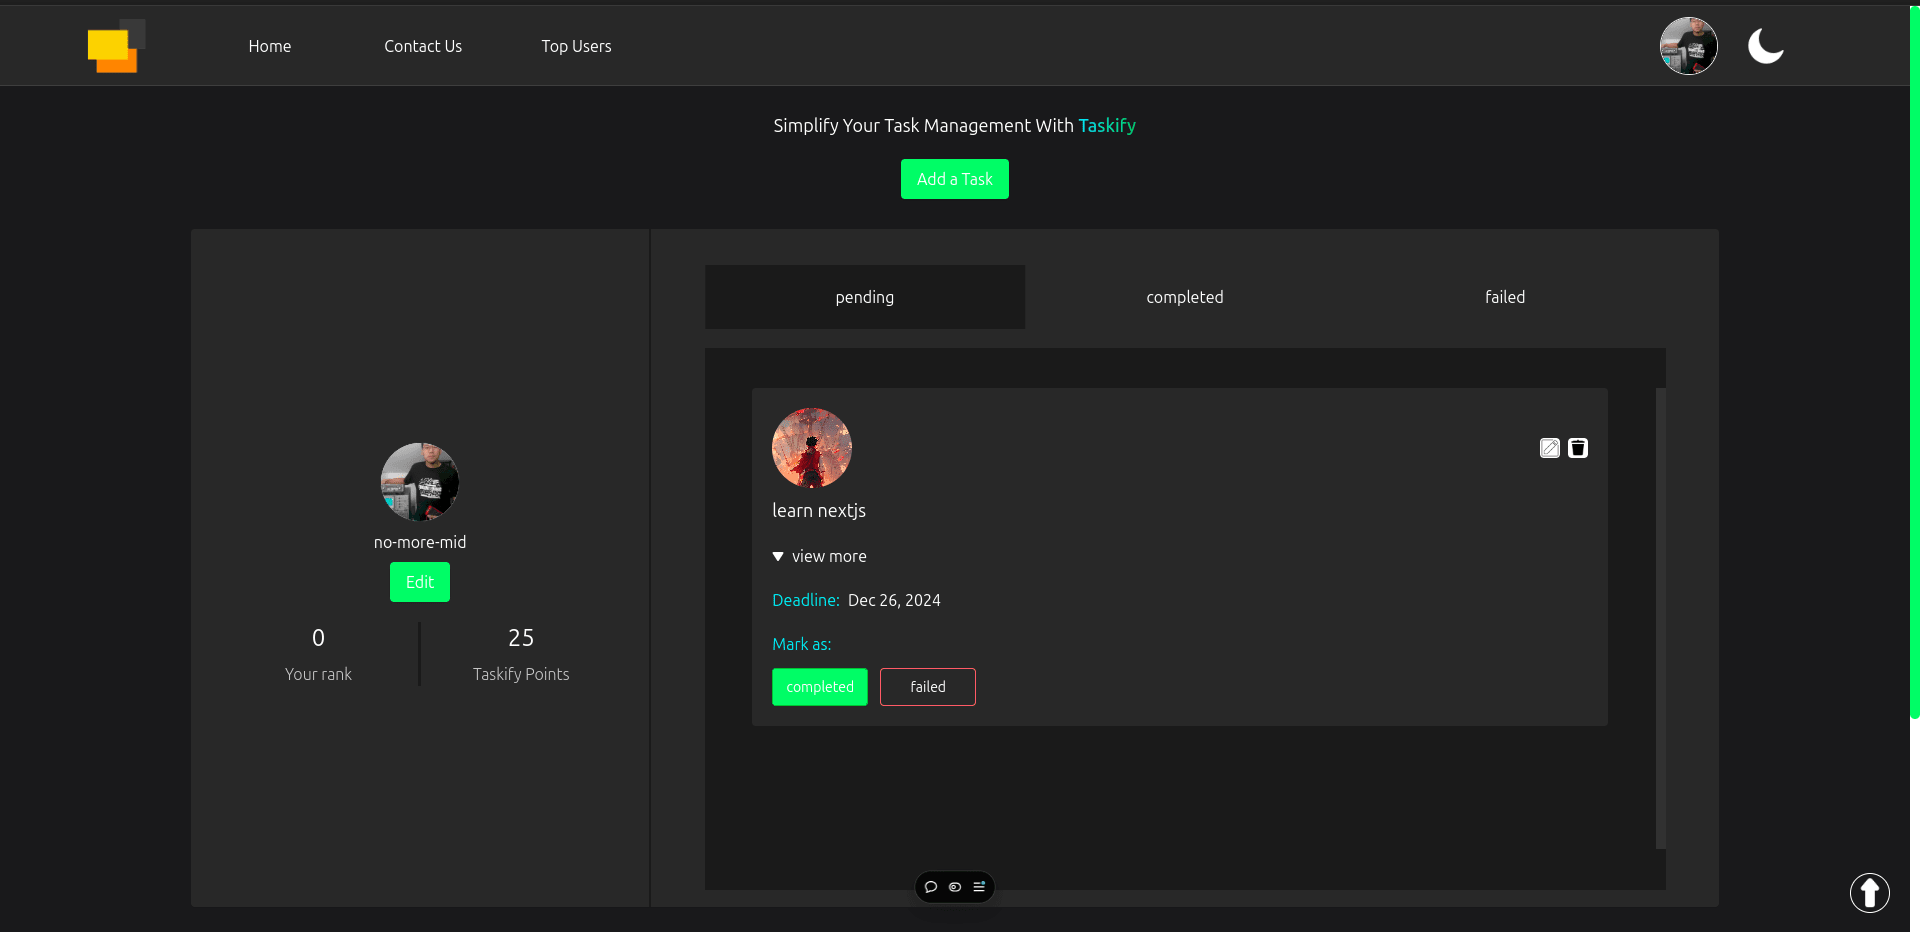 Home
Contact Us
Top Users
Simplify Your Task Management With Taskify
Add a Task
no-more-mid
Edit
0
Your rank
25
Taskify Points
pending
completed
failed
learn nextjs
view more
Deadline: Dec 26, 2024
Mark as:
completed
failed